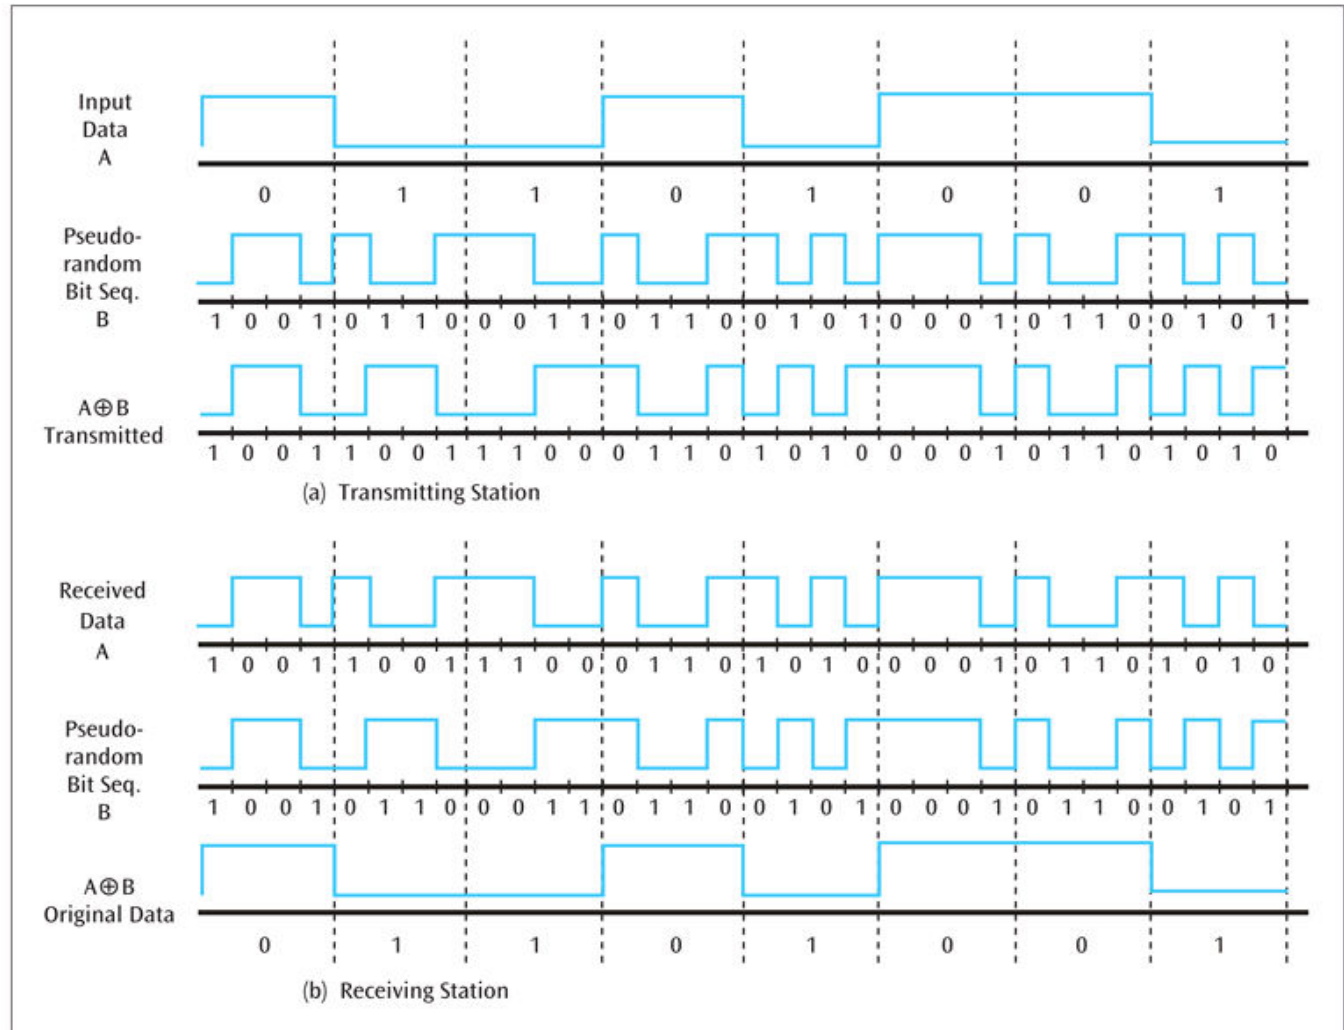 Input
Data
A
0 1 1 0 1 0 0 1
Pseudo-
random
Bit Seq.
B
1 0 0 1 0 1 1 0 0 0 1 1 0 1 1 0 0 1 0 1 0 0 0 1 0 1 1 0 0 1 0 1
A⊕B
Transmitted
1 0 0 1 1 0 0 1 1 1 0 0 0 1 1 0 1 0 1 0 0 0 0 1 0 1 1 0 1 0 1 0
(a) Transmitting Station
Received
Data
A
1 0 0 1 1 0 0 1 1 1 0 0 0 1 1 0 1 0 1 0 0 0 0 1 0 1 1 0 1 0 1 0
Pseudo-
random
Bit Seq.
B
1 0 0 1 0 1 1 0 0 0 1 1 0 1 1 0 0 1 0 1 0 0 0 1 0 1 1 0 0 1 0 1
A⊕B
Original Data
0 1 1 0 1 0 0 1
(b) Receiving Station